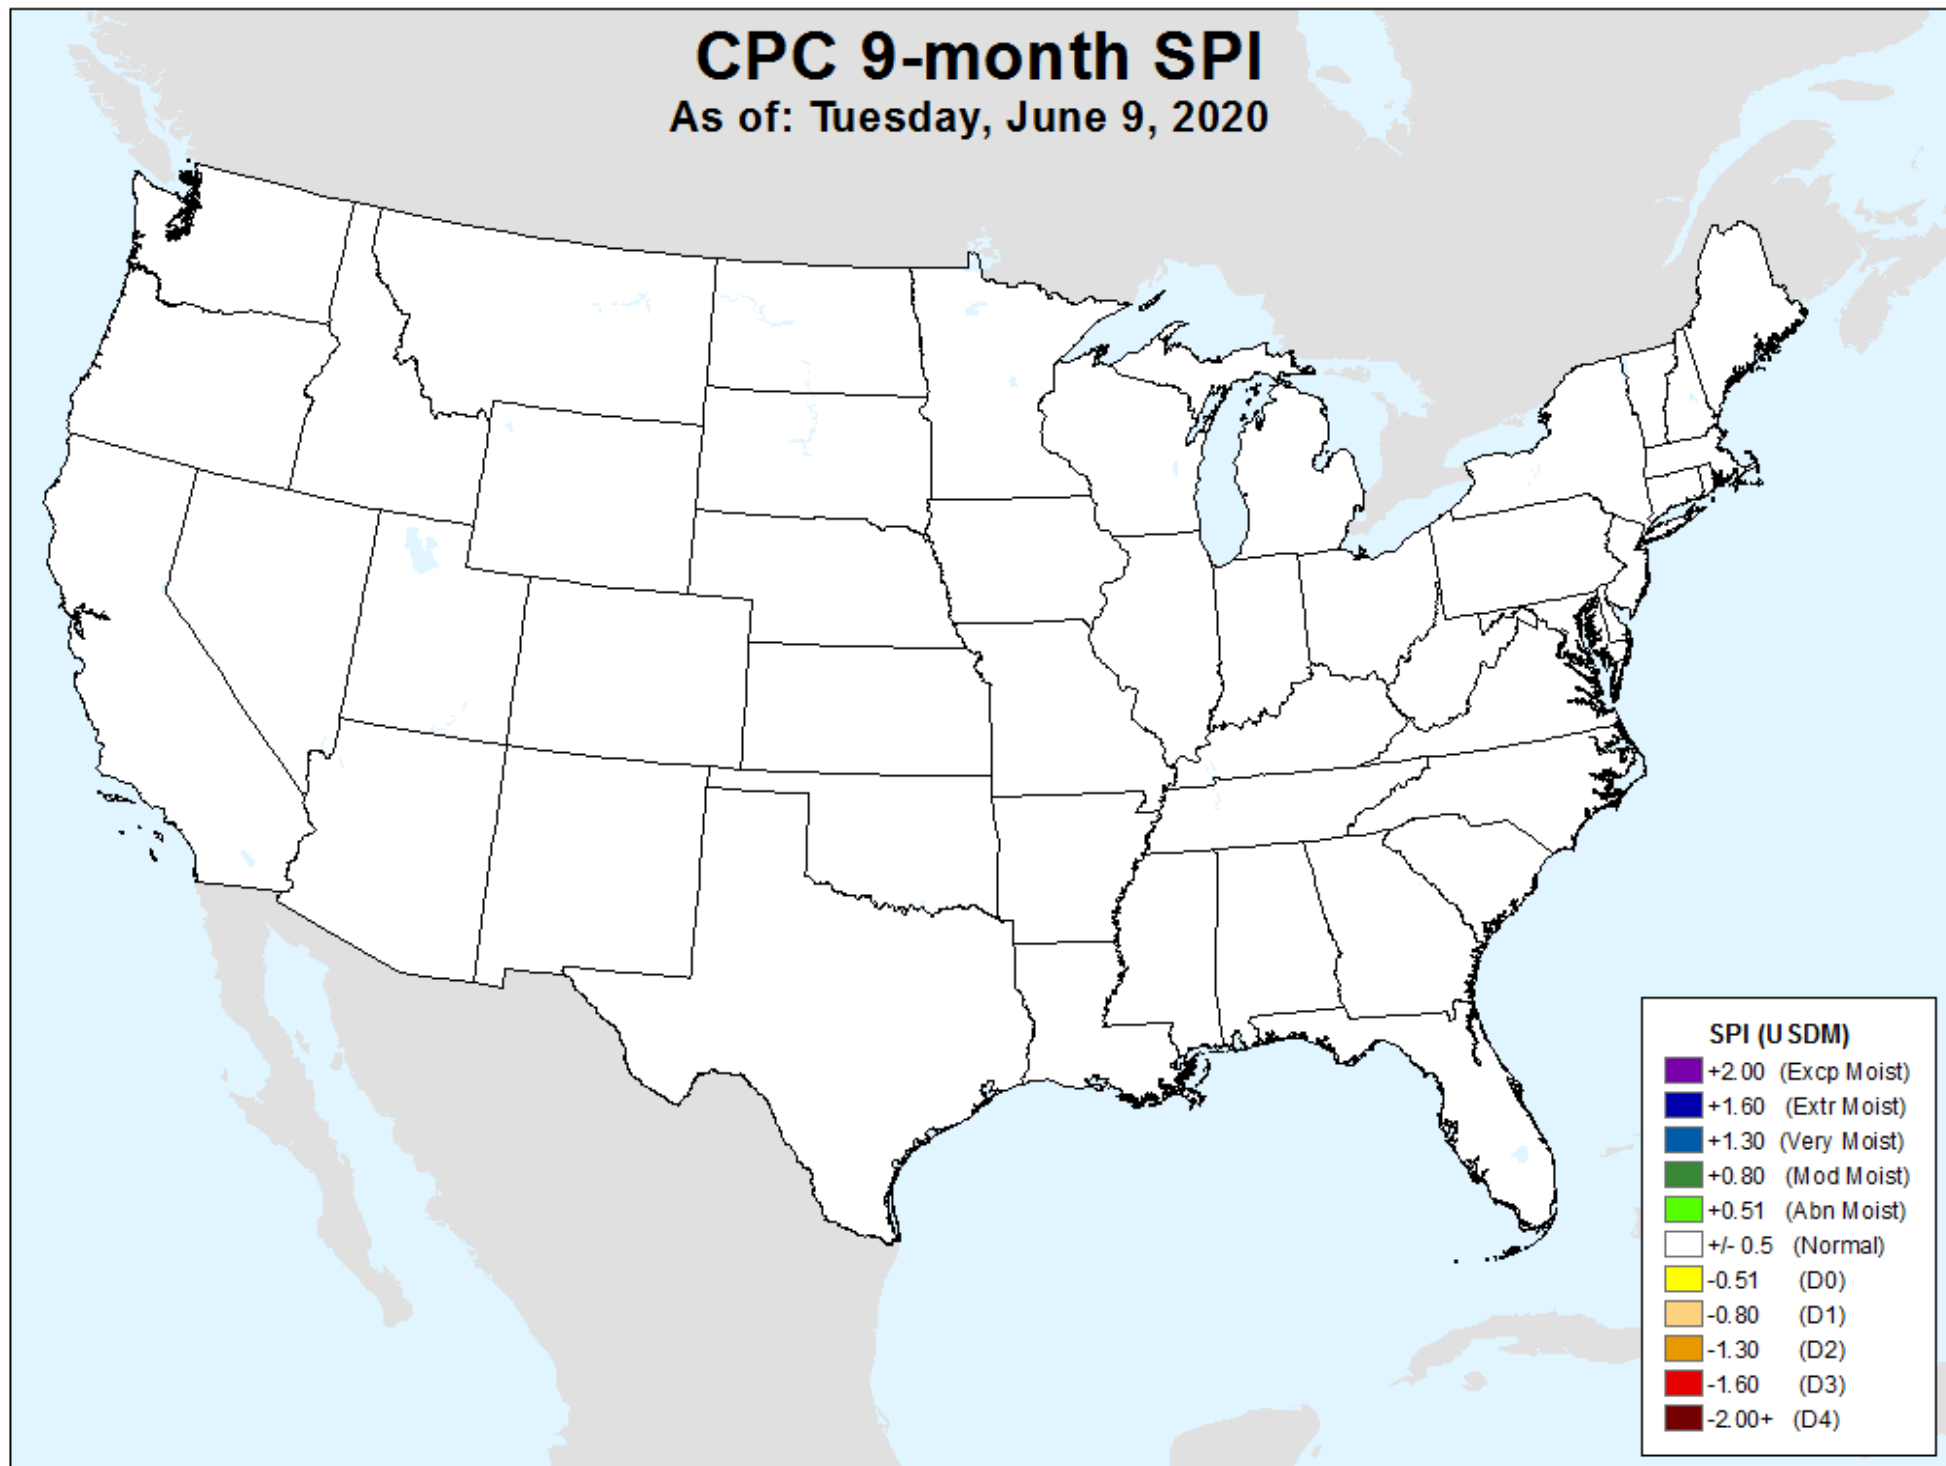 CPC 9-month SPI
As of: Tuesday, June 9, 2020
SPI (USDM)
+2.00 (Excp Moist)
+1.60 (Extr Moist)
+1.30 (Very Moist)
+0.80 (Mod Moist)
+0.51 (Abn Moist)
+/- 0.5 (Normal)
-0.51 (D0)
-0.80 (D1)
-1.30 (D2)
-1.60 (D3)
-2.00+ (D4)